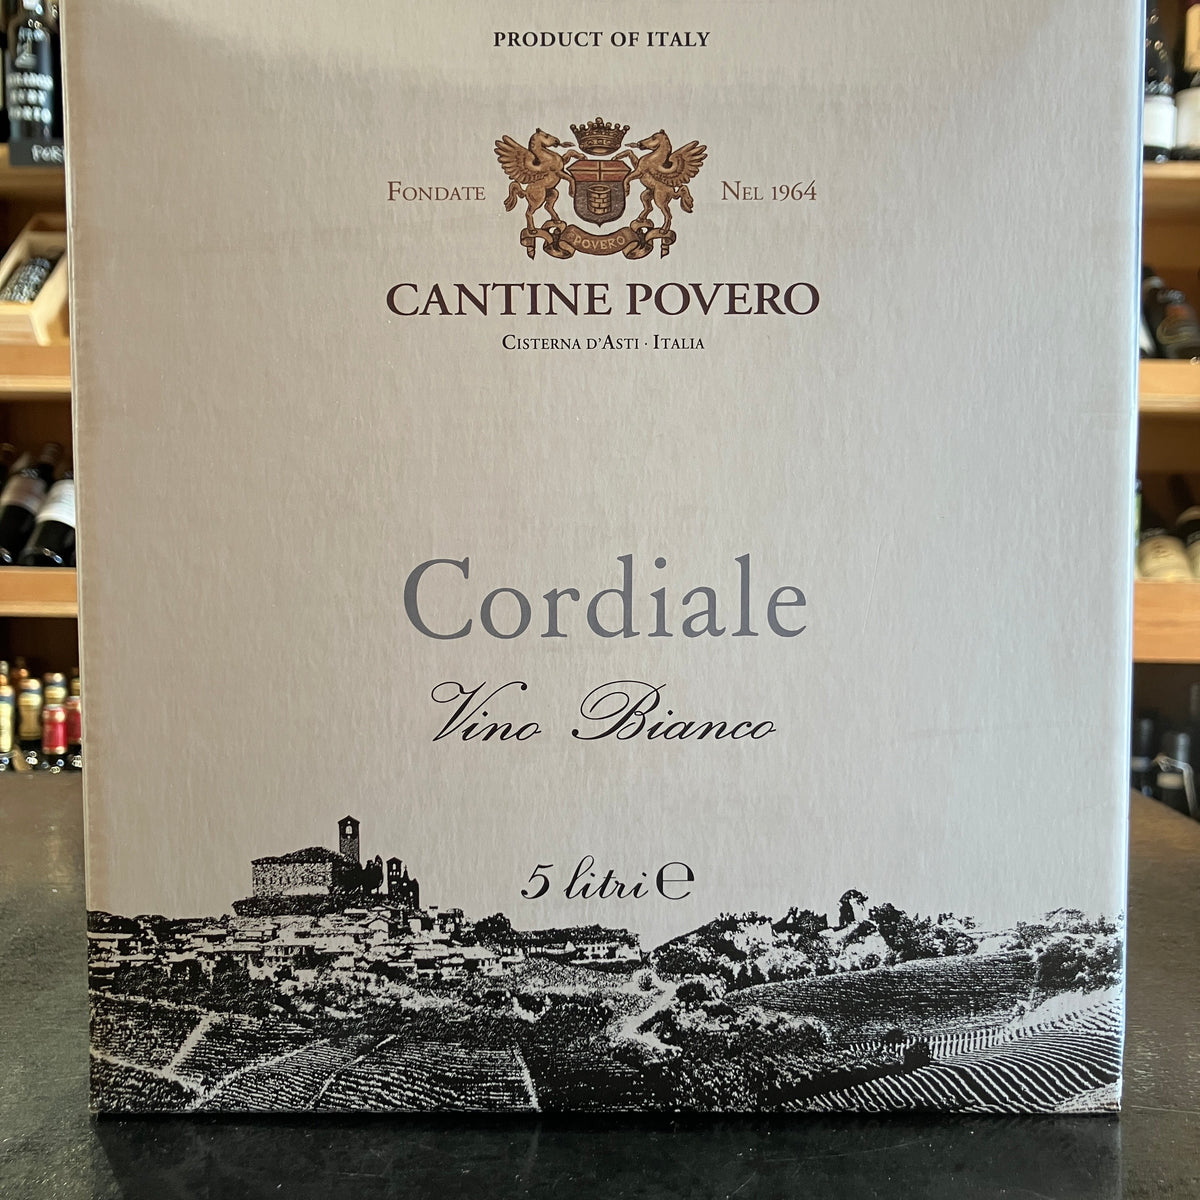 PRODUCT OF ITALY
FONDATE NEL 1964
POVERO
CANTINE POVERO
CISTERNA D'ASTI · ITALIA
Cordiale
Vino Bianco
5 litri ℮